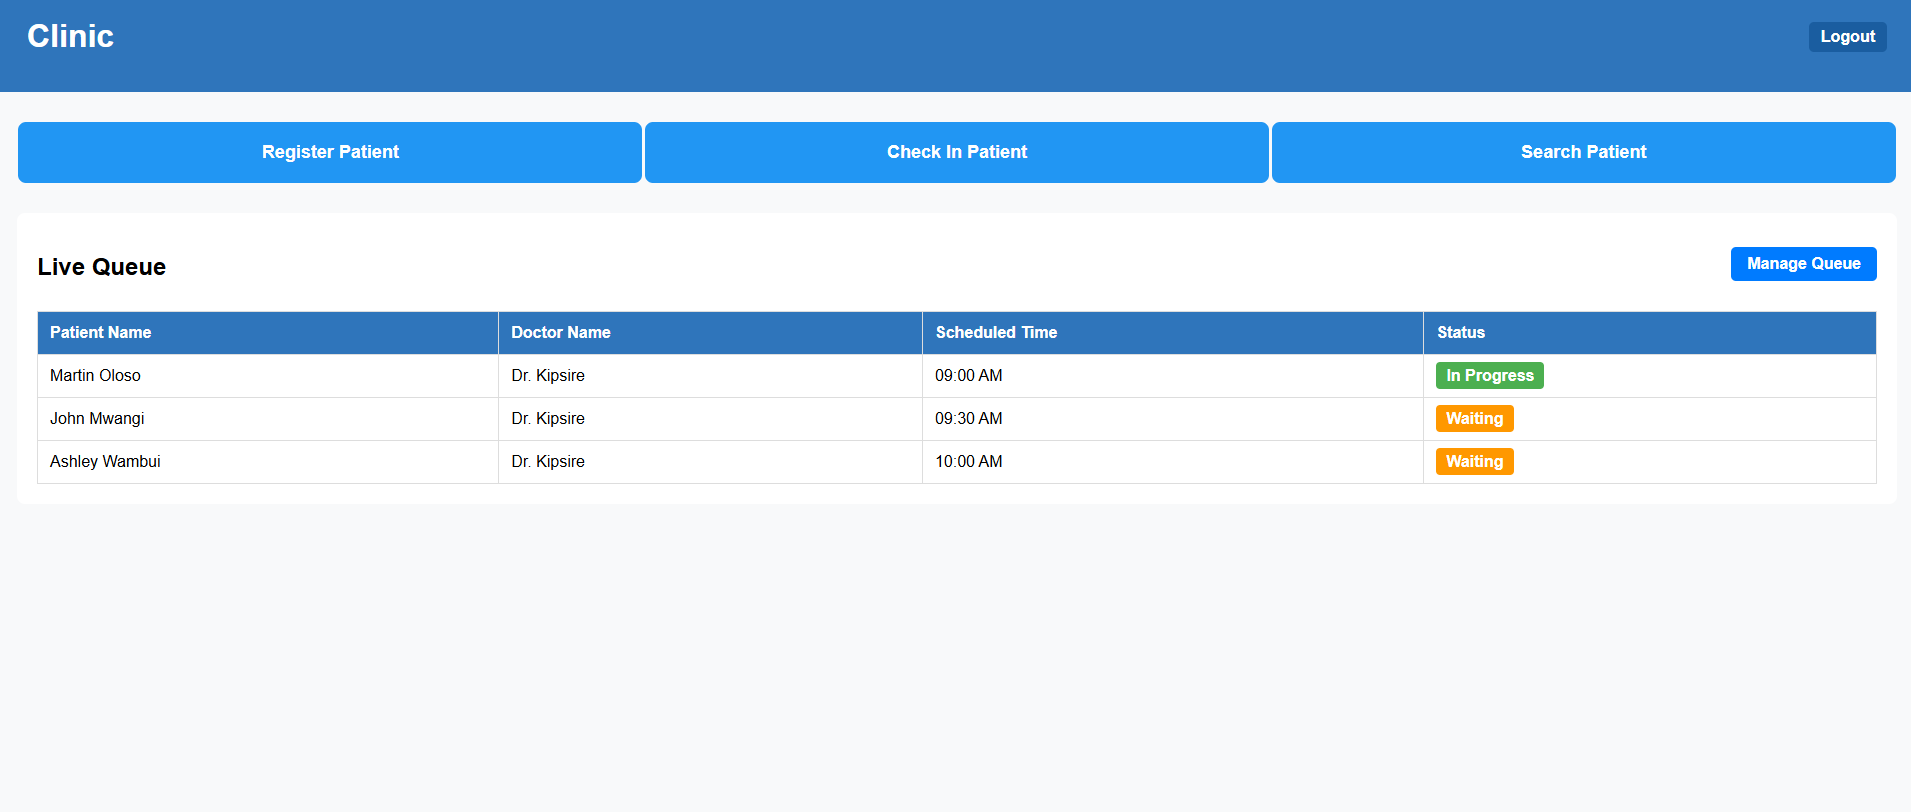 Clinic
Logout
Register Patient Check In Patient Search Patient
Live Queue
Manage Queue
Patient Name Doctor Name Scheduled Time Status
Martin Oloso Dr. Kipsire 09:00 AM In Progress
John Mwangi Dr. Kipsire 09:30 AM Waiting
Ashley Wambui Dr. Kipsire 10:00 AM Waiting